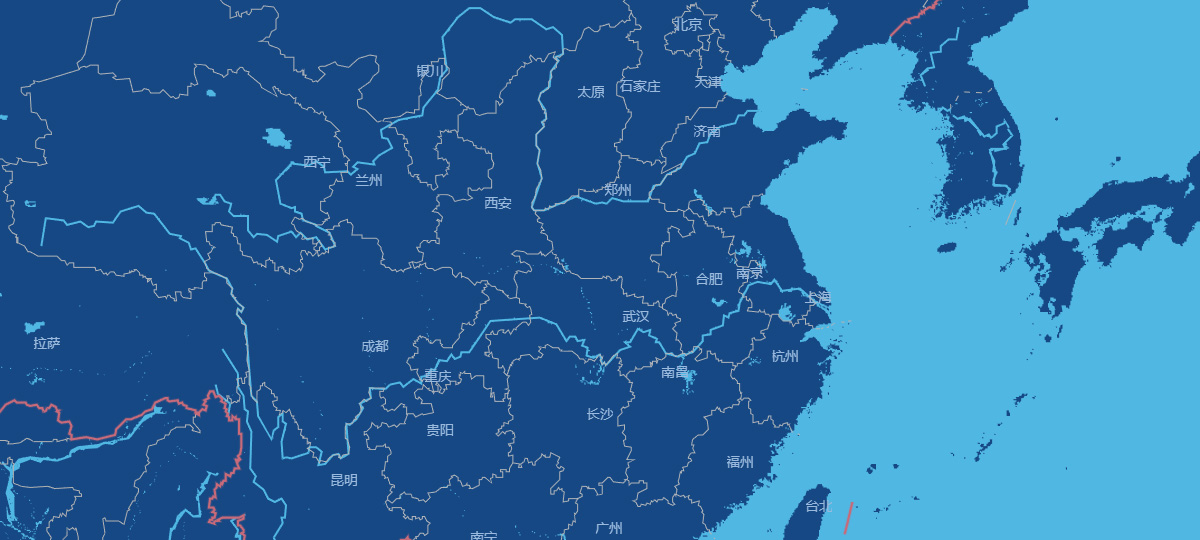 北京
银川
天津
石家庄
太原
济南
西宁
兰州
郑州
西安
南京
合肥
上海
武汉
拉萨
成都
杭州
南昌
重庆
长沙
贵阳
福州
昆明
台北
广州
南宁